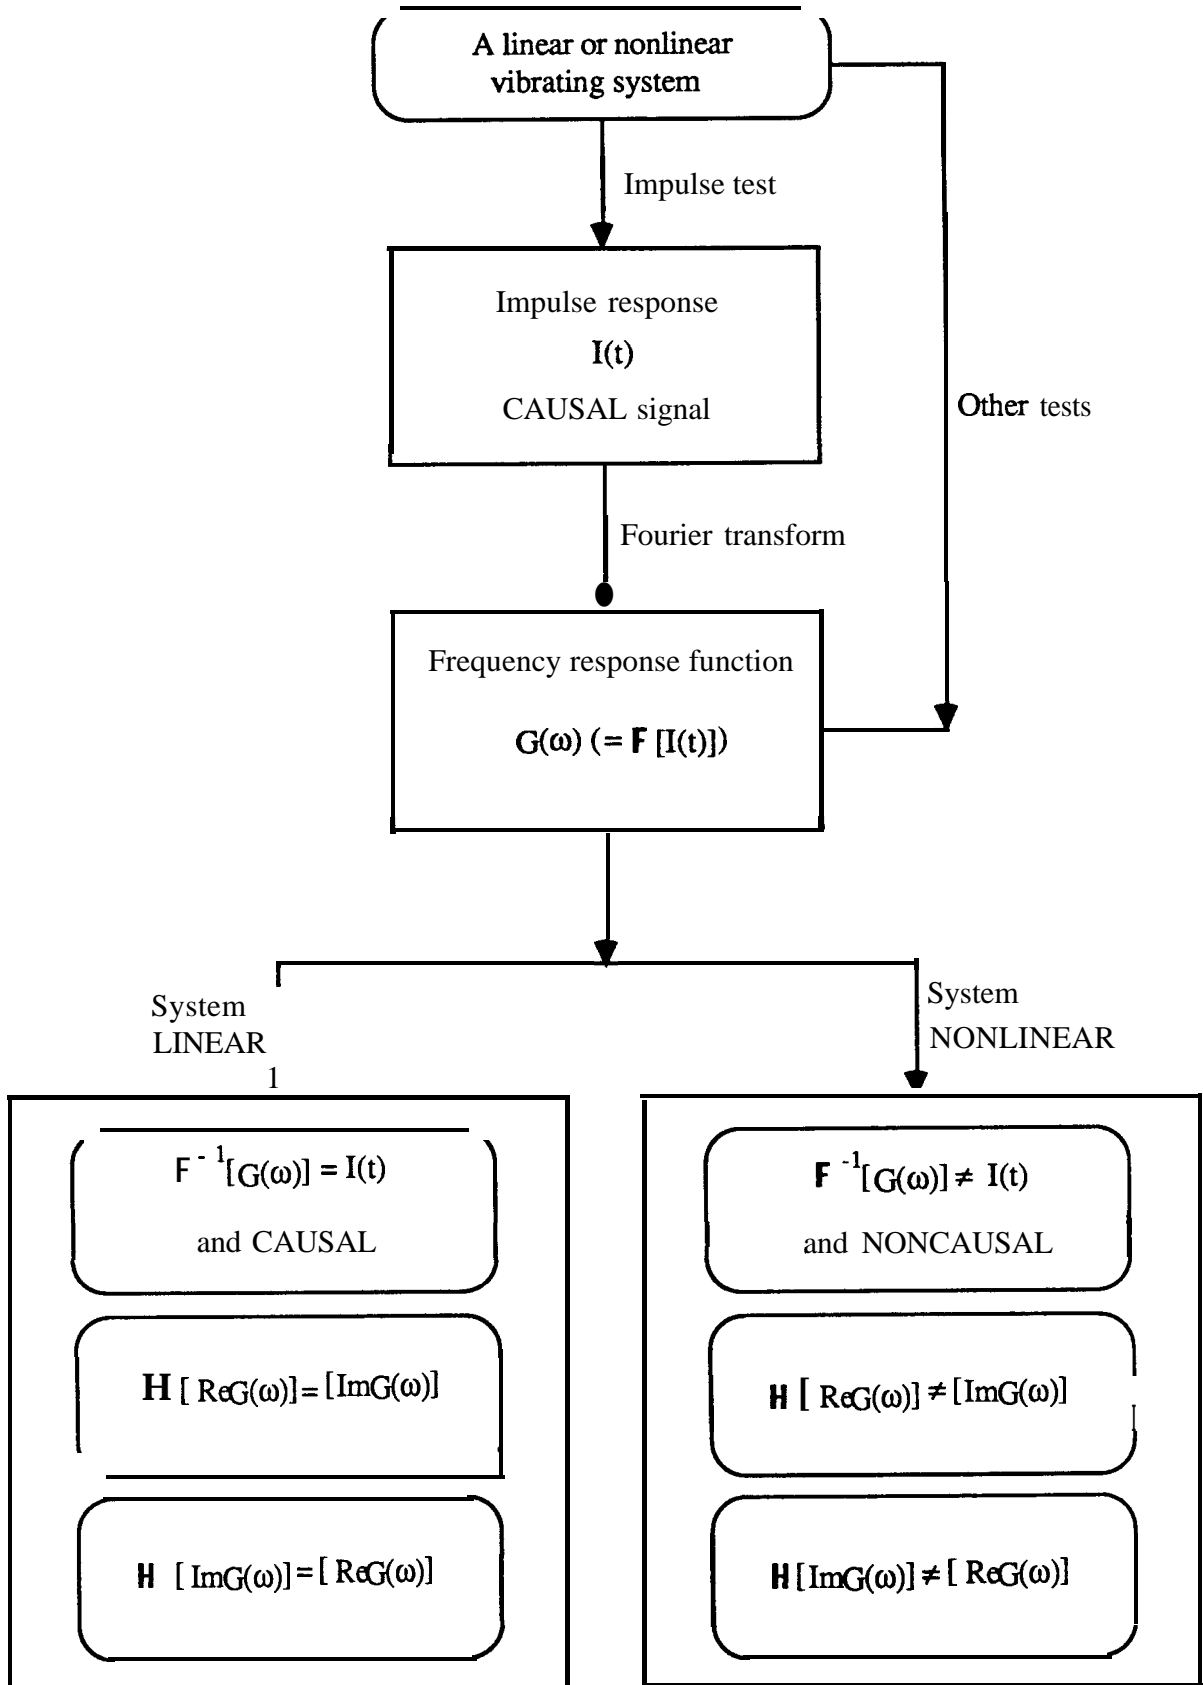 A linear or nonlinear
vibrating system
Impulse test
Impulse response
I(t)
CAUSAL signal
Other tests
Fourier transform
Frequency response function
G(ω) (= F [I(t)])
System
LINEAR
1
System
NONLINEAR
F⁻¹[G(ω)] = I(t)
and CAUSAL
H [ ReG(ω)] = [ImG(ω)]
H [ ImG(ω)] = [ ReG(ω)]
F⁻¹[G(ω)] ≠ I(t)
and NONCAUSAL
H [ ReG(ω)] ≠ [ImG(ω)]
H[ImG(ω)] ≠ [ ReG(ω)]